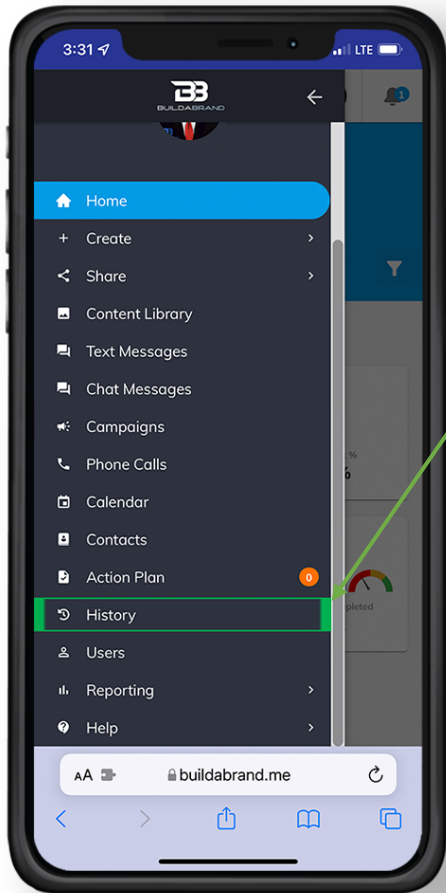 3:31
LTE
BUILDABRAND
1
Home
Create
Share
Content Library
Text Messages
Chat Messages
Campaigns
%
Phone Calls
Calendar
Contacts
Action Plan
0
pleted
History
Users
Reporting
Help
AA
buildabrand.me